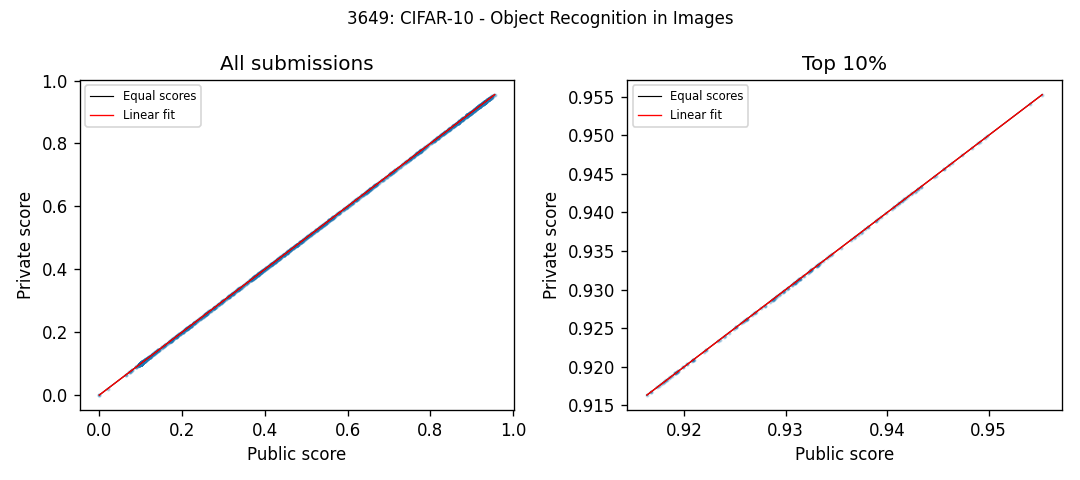 3649: CIFAR-10 - Object Recognition in Images
All submissions
Equal scores
Linear fit
Private score
1.0
0.8
0.6
0.4
0.2
0.0
0.0 0.2 0.4 0.6 0.8 1.0
Public score
Top 10%
Equal scores
Linear fit
Private score
0.955
0.950
0.945
0.940
0.935
0.930
0.925
0.920
0.915
0.92 0.93 0.94 0.95
Public score